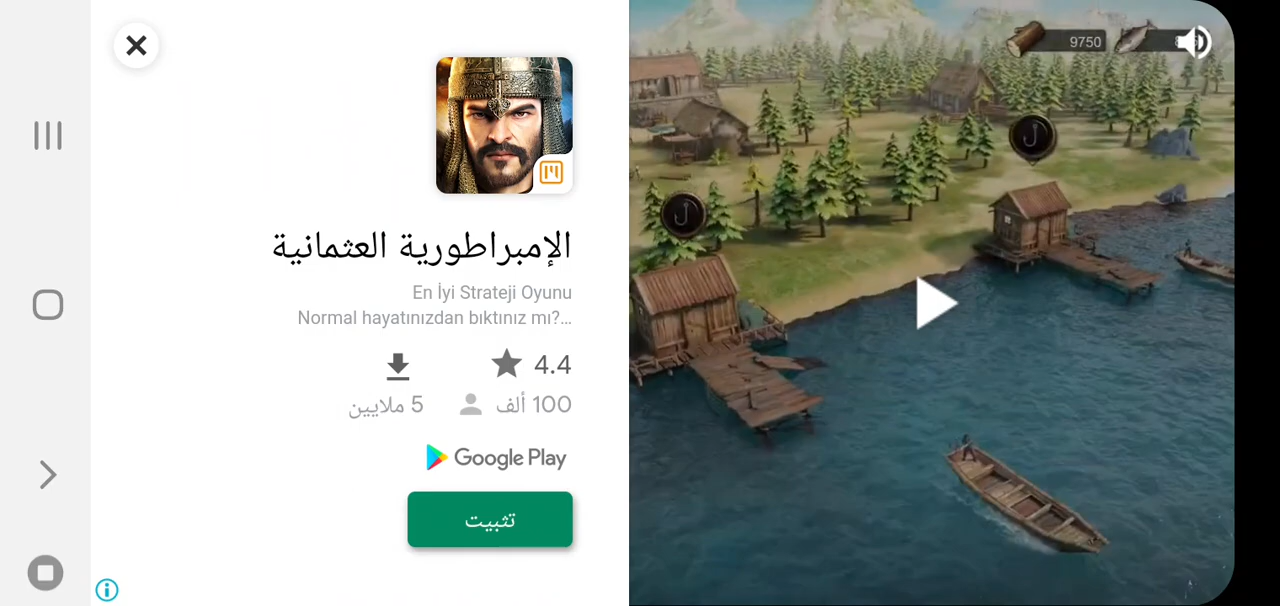 الإمبراطورية العثمانية
En İyi Strateji Oyunu
Normal hayatınızdan bıktınız mı?...
4.4
100 ألف
5 ملايين
Google Play
تثبيت
9750
ل
ل